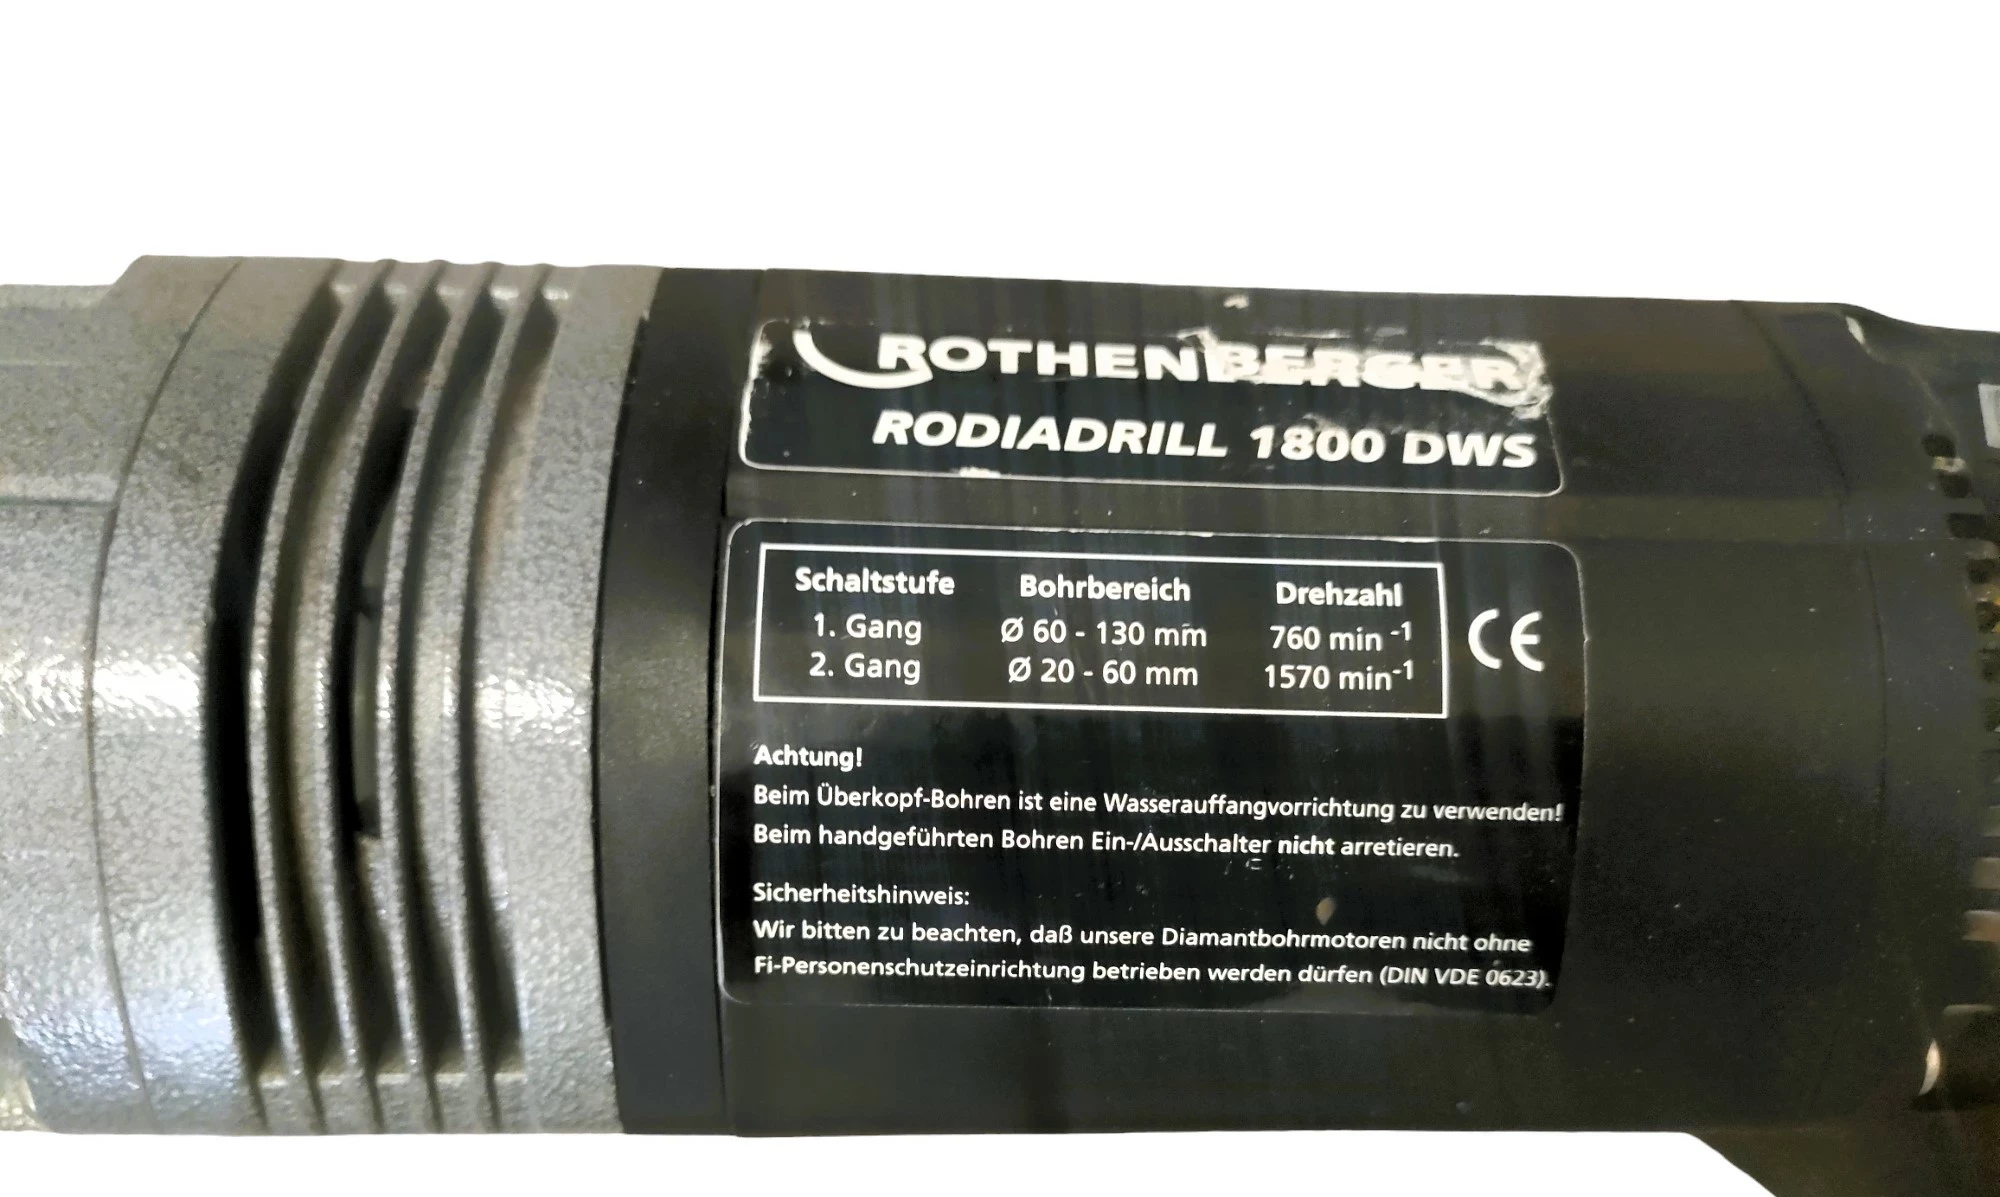 ROTHENBERGER
RODIADRILL 1800 DWS
Schaltstufe Bohrbereich Drehzahl
1. Gang Ø 60 - 130 mm 760 min -1
2. Gang Ø 20 - 60 mm 1570 min-1
CE
Achtung!
Beim Überkopf-Bohren ist eine Wasserauffangvorrichtung zu verwenden!
Beim handgeführten Bohren Ein-/Ausschalter nicht arretieren.
Sicherheitshinweis:
Wir bitten zu beachten, daß unsere Diamantbohrmotoren nicht ohne
Fi-Personenschutzeinrichtung betrieben werden dürfen (DIN VDE 0623).